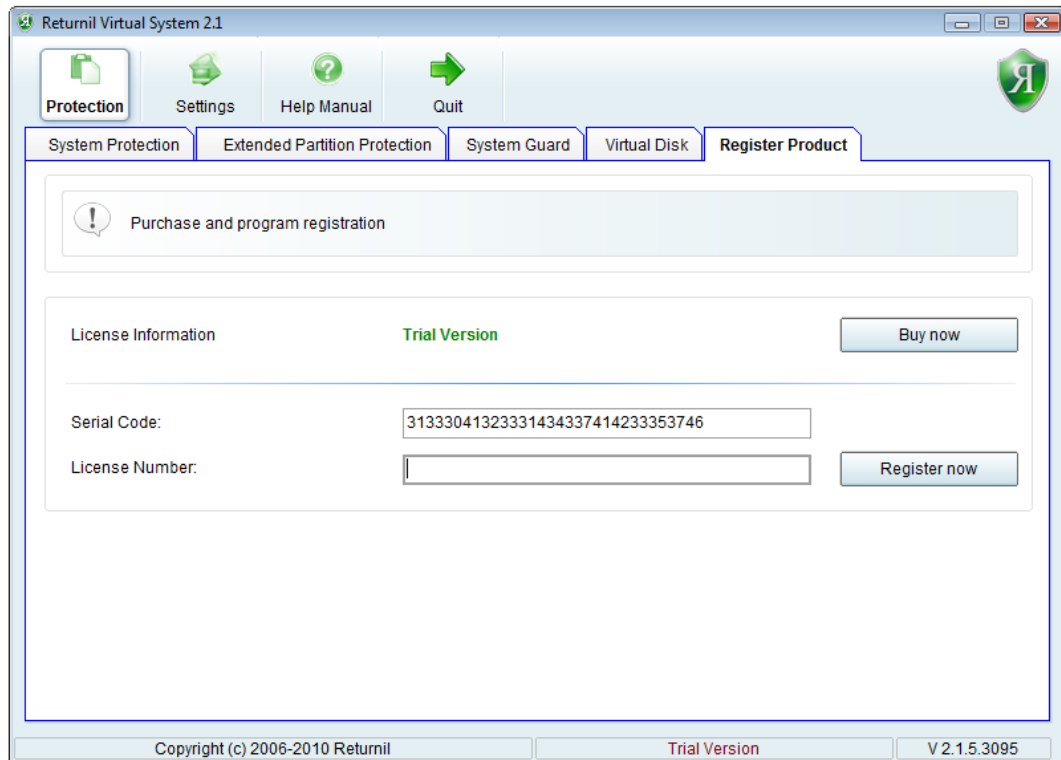 Returnil Virtual System 2.1
Protection Settings Help Manual Quit
System Protection Extended Partition Protection System Guard Virtual Disk Register Product
Purchase and program registration
License Information Trial Version Buy now
Serial Code: 31333041323331434337414233353746
License Number: Register now
Copyright (c) 2006-2010 Returnil Trial Version V 2.1.5.3095